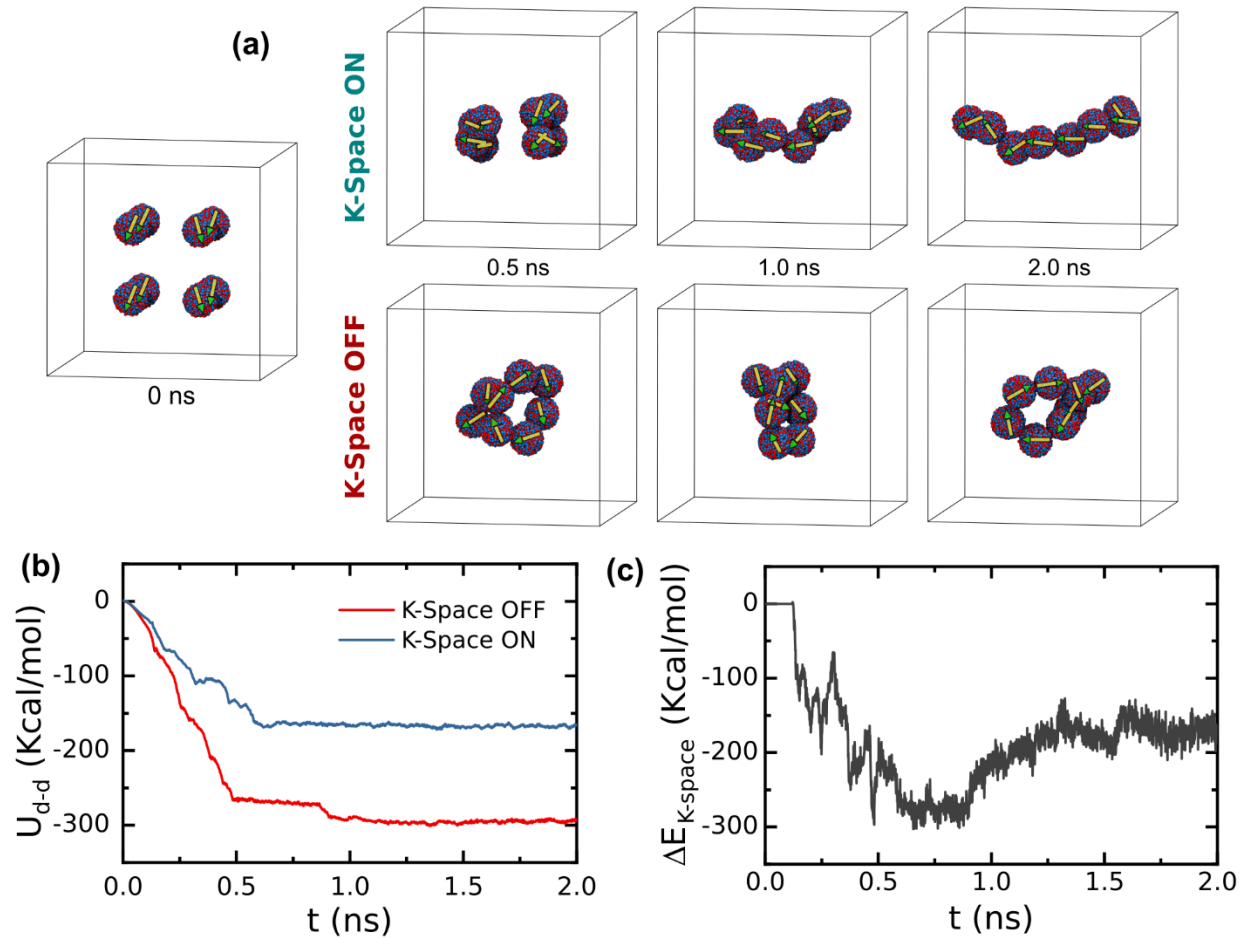 (a)
K-Space ON
0.5 ns
1.0 ns
2.0 ns
0 ns
K-Space OFF
(b)
0
-100
-200
-300
U d-d (Kcal/mol)
K-Space OFF
K-Space ON
0.0
0.5
1.0
1.5
2.0
t (ns)
(c)
0
-100
-200
-300
ΔE K-space (Kcal/mol)
0.0
0.5
1.0
1.5
2.0
t (ns)